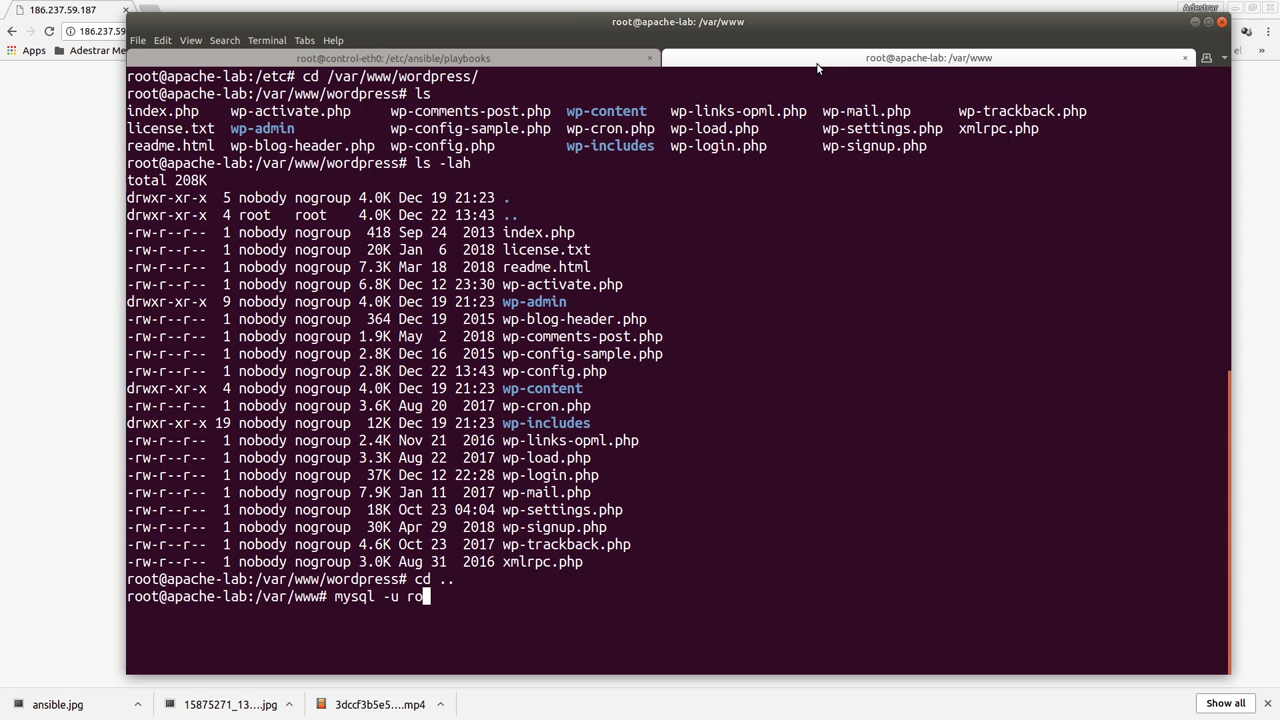 186.237.59.187
Adestrar
186.237.59
Apps
Adestrar Me
el
»
root@apache-lab: /var/www
File Edit View Search Terminal Tabs Help
root@control-eth0: /etc/ansible/playbooks
root@apache-lab: /var/www
root@apache-lab:/etc# cd /var/www/wordpress/
root@apache-lab:/var/www/wordpress# ls
index.php wp-activate.php wp-comments-post.php wp-content wp-links-opml.php wp-mail.php wp-trackback.php
license.txt wp-admin wp-config-sample.php wp-cron.php wp-load.php wp-settings.php xmlrpc.php
readme.html wp-blog-header.php wp-config.php wp-includes wp-login.php wp-signup.php
root@apache-lab:/var/www/wordpress# ls -lah
total 208K
drwxr-xr-x 5 nobody nogroup 4.0K Dec 19 21:23 .
drwxr-xr-x 4 root root 4.0K Dec 22 13:43 ..
-rw-r--r-- 1 nobody nogroup 418 Sep 24 2013 index.php
-rw-r--r-- 1 nobody nogroup 20K Jan 6 2018 license.txt
-rw-r--r-- 1 nobody nogroup 7.3K Mar 18 2018 readme.html
-rw-r--r-- 1 nobody nogroup 6.8K Dec 12 23:30 wp-activate.php
drwxr-xr-x 9 nobody nogroup 4.0K Dec 19 21:23 wp-admin
-rw-r--r-- 1 nobody nogroup 364 Dec 19 2015 wp-blog-header.php
-rw-r--r-- 1 nobody nogroup 1.9K May 2 2018 wp-comments-post.php
-rw-r--r-- 1 nobody nogroup 2.8K Dec 16 2015 wp-config-sample.php
-rw-r--r-- 1 nobody nogroup 2.8K Dec 22 13:43 wp-config.php
drwxr-xr-x 4 nobody nogroup 4.0K Dec 19 21:23 wp-content
-rw-r--r-- 1 nobody nogroup 3.6K Aug 20 2017 wp-cron.php
drwxr-xr-x 19 nobody nogroup 12K Dec 19 21:23 wp-includes
-rw-r--r-- 1 nobody nogroup 2.4K Nov 21 2016 wp-links-opml.php
-rw-r--r-- 1 nobody nogroup 3.3K Aug 22 2017 wp-load.php
-rw-r--r-- 1 nobody nogroup 37K Dec 12 22:28 wp-login.php
-rw-r--r-- 1 nobody nogroup 7.9K Jan 11 2017 wp-mail.php
-rw-r--r-- 1 nobody nogroup 18K Oct 23 04:04 wp-settings.php
-rw-r--r-- 1 nobody nogroup 30K Apr 29 2018 wp-signup.php
-rw-r--r-- 1 nobody nogroup 4.6K Oct 23 2017 wp-trackback.php
-rw-r--r-- 1 nobody nogroup 3.0K Aug 31 2016 xmlrpc.php
root@apache-lab:/var/www/wordpress# cd ..
root@apache-lab:/var/www# mysql -u ro
ansible.jpg
15875271_13....jpg
3dccf3b5e5....mp4
Show all